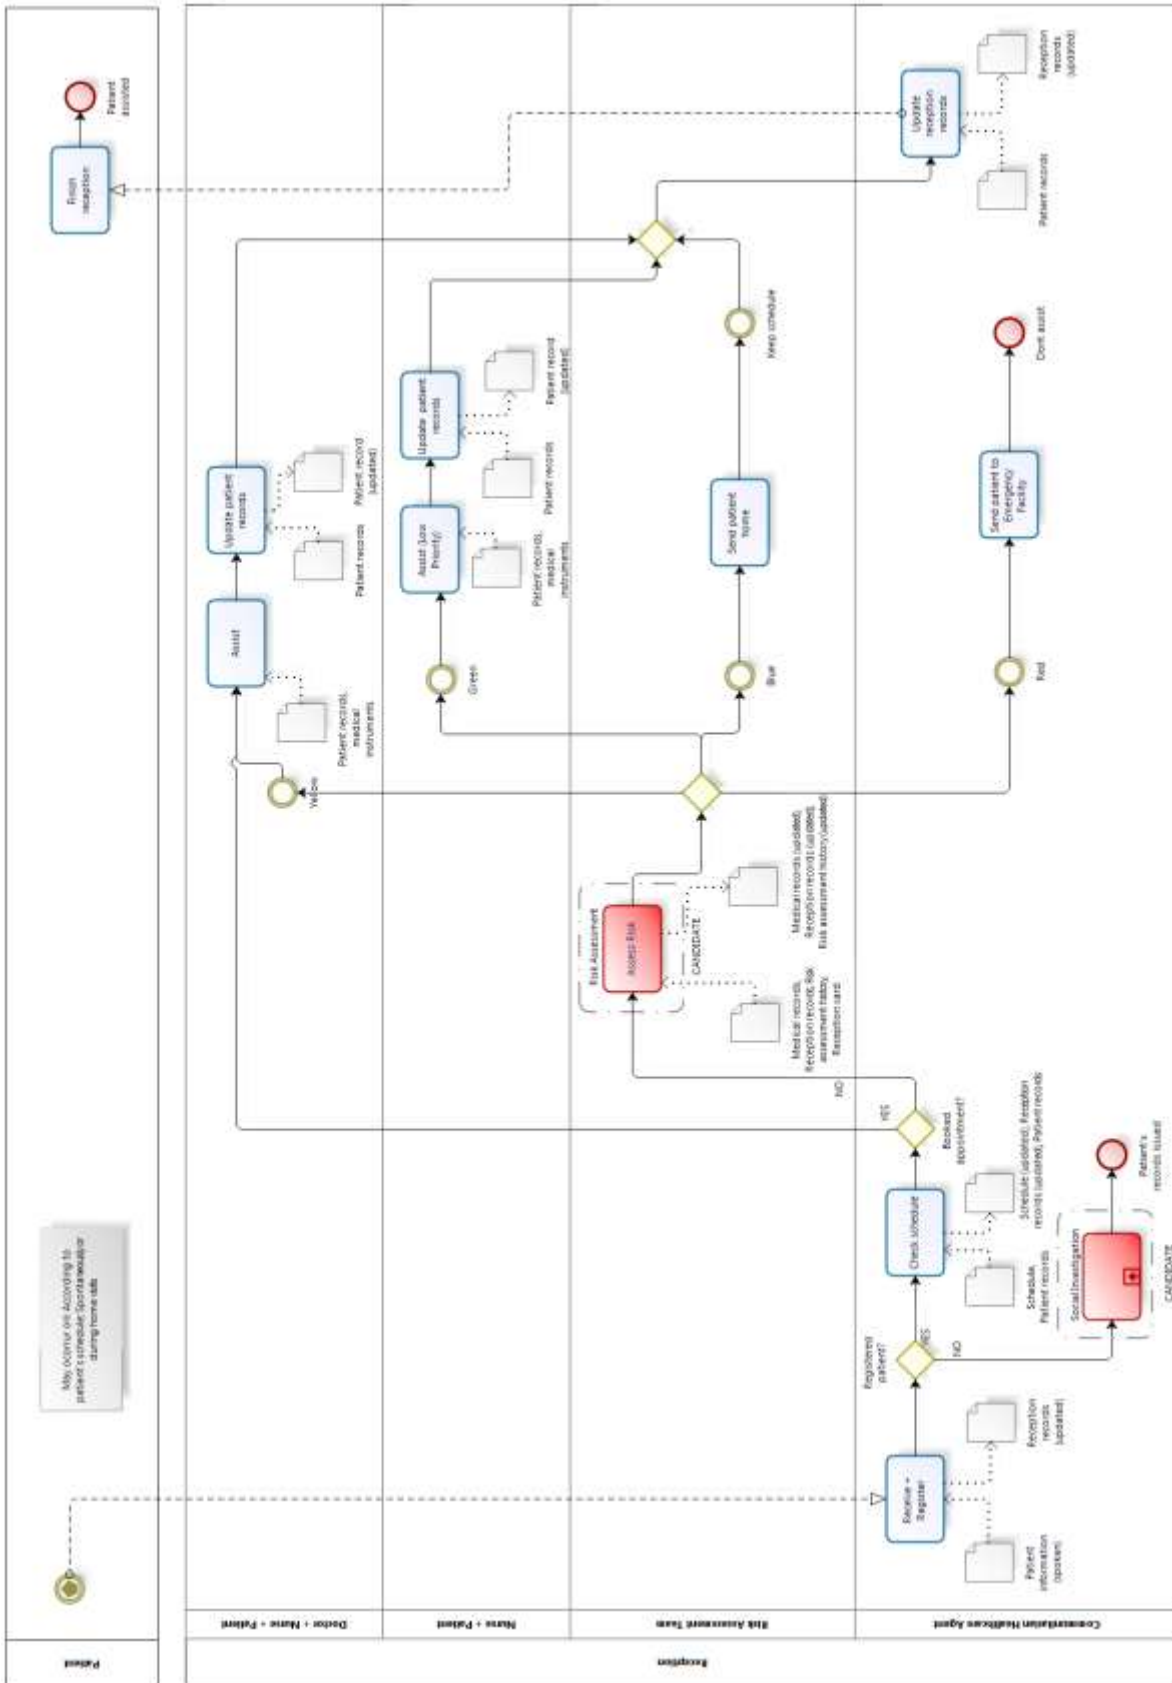 Patient
May ocorrur ore According to
patient's schedule; Spontaneous/or
during home visits
Finish
reception
Patient
assisted
Reception
Doctor + Nurse + Patient
Yellow
Patient records,
medical
instruments
Assist
Patient records
Update patient
records
Patient record
(updated)
Nurse + Patient
Green
Patient records,
medical
instruments
Assist (Low
Priority)
Patient records
Update patient
records
Patient record
(updated)
Risk Assessment Team
Risk Assessment
Assess Risk
CANDIDATE
Medical records,
Reception records, Risk
assessment history,
Exception card
Medical records (updated)
Reception records (updated),
Risk assessment history (updated)
Blue
Send patient
home
Keep schedule
Communitarian Healthcare Agent
Patient
information
(spoken)
Receive +
Register
Reception
records
(updated)
Registered
patient?
YES
NO
Schedule,
Patient records
Check schedule
Schedule (updated), Reception
records (updated), Patient records
Booked
appointment?
YES
NO
Social Investigation
CANDIDATE
Patient's
records issued
Red
Send patient to
Emergency
Facility
Dont assist
Patient records
Update
reception
records
Reception
records
(updated)